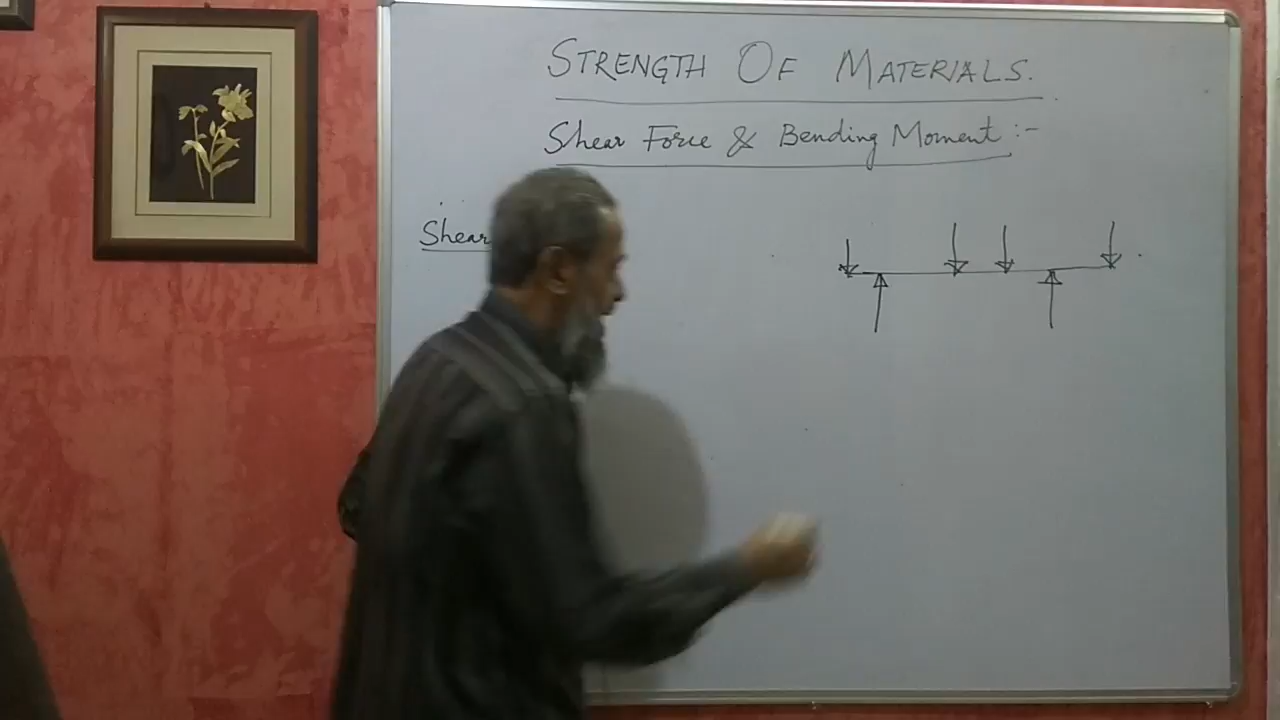 STRENGTH OF MATERIALS.
Shear Force & Bending Moment :-
Shear